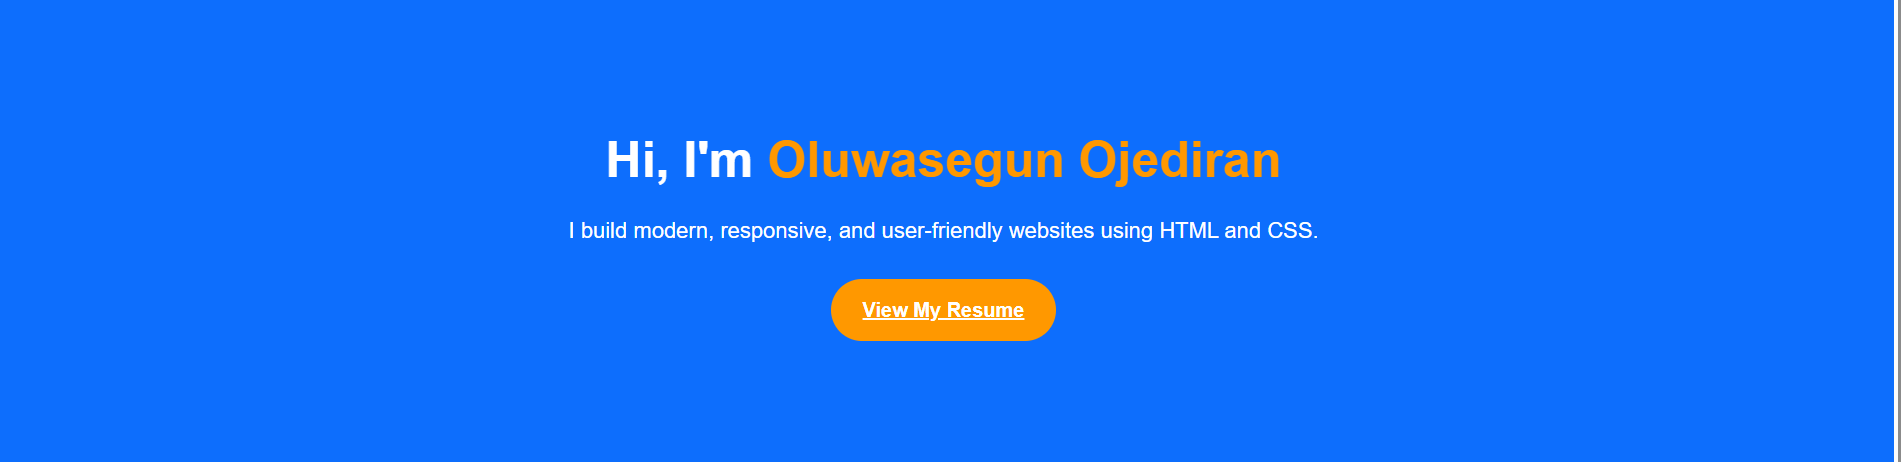 Hi, I'm Oluwasegun Ojediran
I build modern, responsive, and user-friendly websites using HTML and CSS.
View My Resume